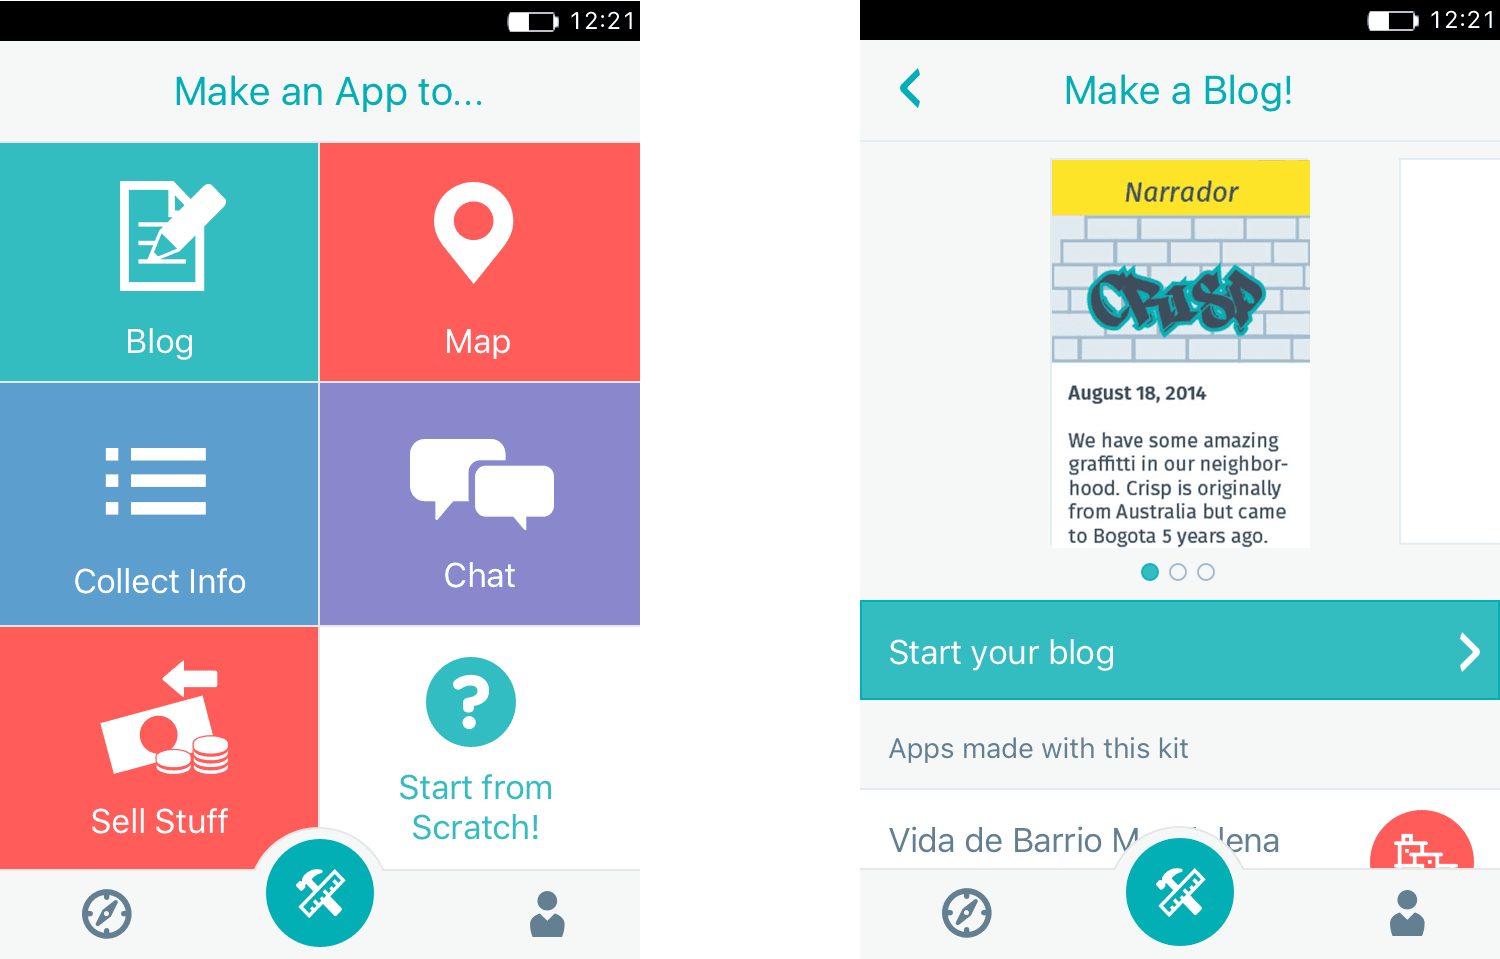 12:21
Make an App to...
Blog
Map
Collect Info
Chat
Sell Stuff
Start from
Scratch!
12:21
Make a Blog!
Narrador
CRISP
August 18, 2014
We have some amazing
graffitti in our neighbor-
hood. Crisp is originally
from Australia but came
to Bogota 5 years ago.
Start your blog
Apps made with this kit
Vida de Barrio M lena